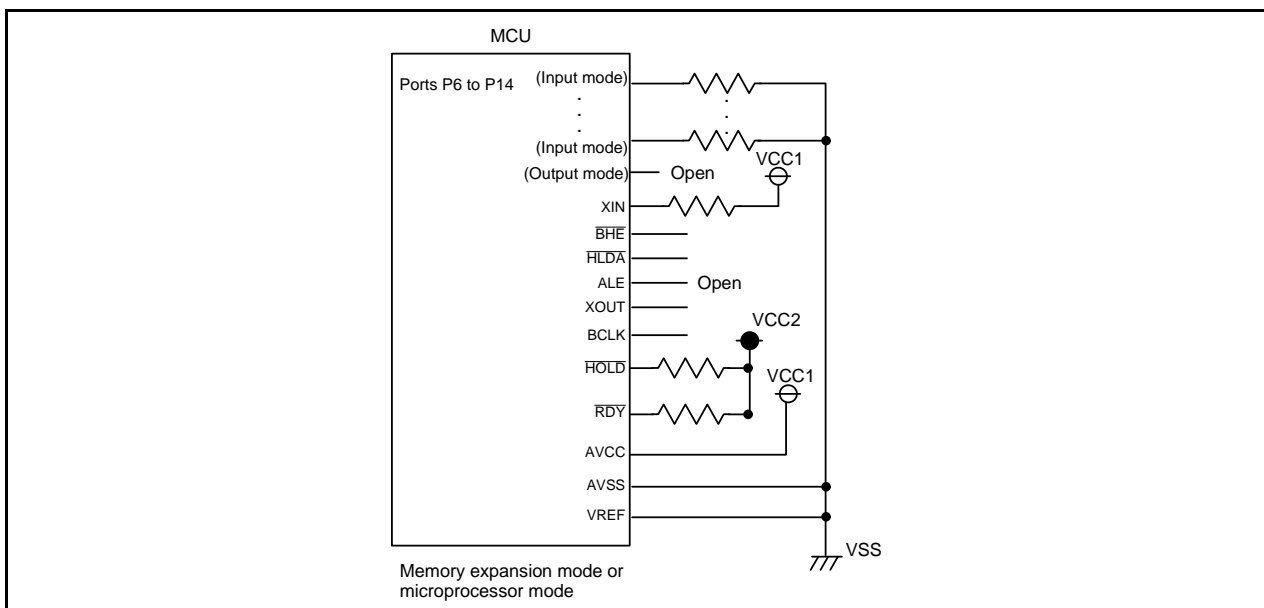 MCU
Ports P6 to P14
(Input mode)
(Input mode)
(Output mode)
Open
VCC1
XIN
BHE
HLDA
ALE
Open
XOUT
BCLK
VCC2
HOLD
VCC1
RDY
AVCC
AVSS
VREF
VSS
Memory expansion mode or
microprocessor mode